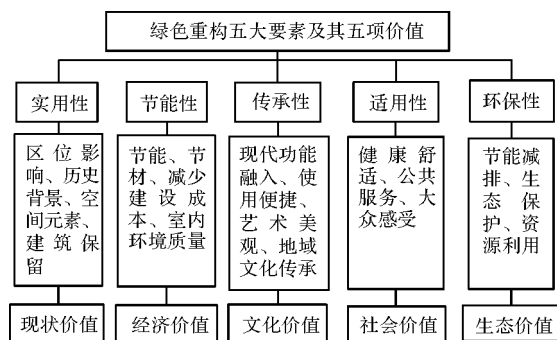 绿色重构五大要素及其五项价值
实用性
节能性
传承性
适用性
环保性
区位影
响、历史
背景、空
间元素、
建筑保
留
节能、节
材、减少
建设成
本、室内
环境质量
现代功能
融入、使
用便捷、
艺术美
观、地域
文化传承
健康舒
适、公共
服务、大
众感受
节能减
排、生
态保
护、资
源利用
现状价值
经济价值
文化价值
社会价值
生态价值